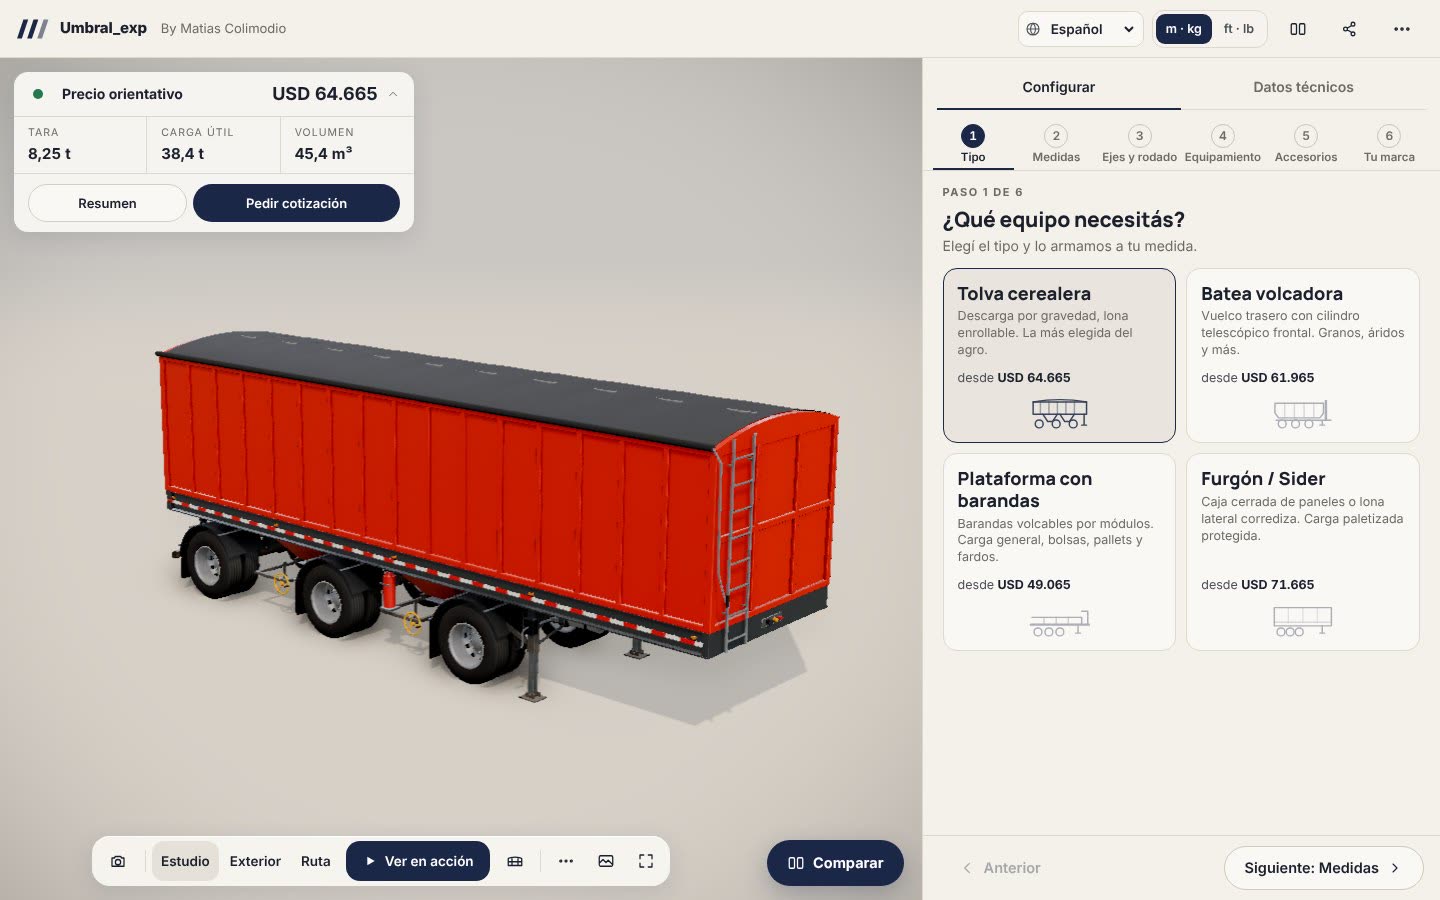 Umbral_exp By Matias Colimodio
Español
m · kg ft · lb
Precio orientativo USD 64.665
TARA CARGA ÚTIL VOLUMEN
8,25 t 38,4 t 45,4 m³
Resumen Pedir cotización
Estudio Exterior Ruta Ver en acción
Comparar
Configurar Datos técnicos
1 2 3 4 5 6
Tipo Medidas Ejes y rodado Equipamiento Accesorios Tu marca
PASO 1 DE 6
¿Qué equipo necesitás?
Elegí el tipo y lo armamos a tu medida.
Tolva cerealera
Descarga por gravedad, lona
enrollable. La más elegida del
agro.
desde USD 64.665
Batea volcadora
Vuelco trasero con cilindro
telescópico frontal. Granos, áridos
y más.
desde USD 61.965
Plataforma con
barandas
Barandas volcables por módulos.
Carga general, bolsas, pallets y
fardos.
desde USD 49.065
Furgón / Sider
Caja cerrada de paneles o lona
lateral corrediza. Carga paletizada
protegida.
desde USD 71.665
Anterior Siguiente: Medidas